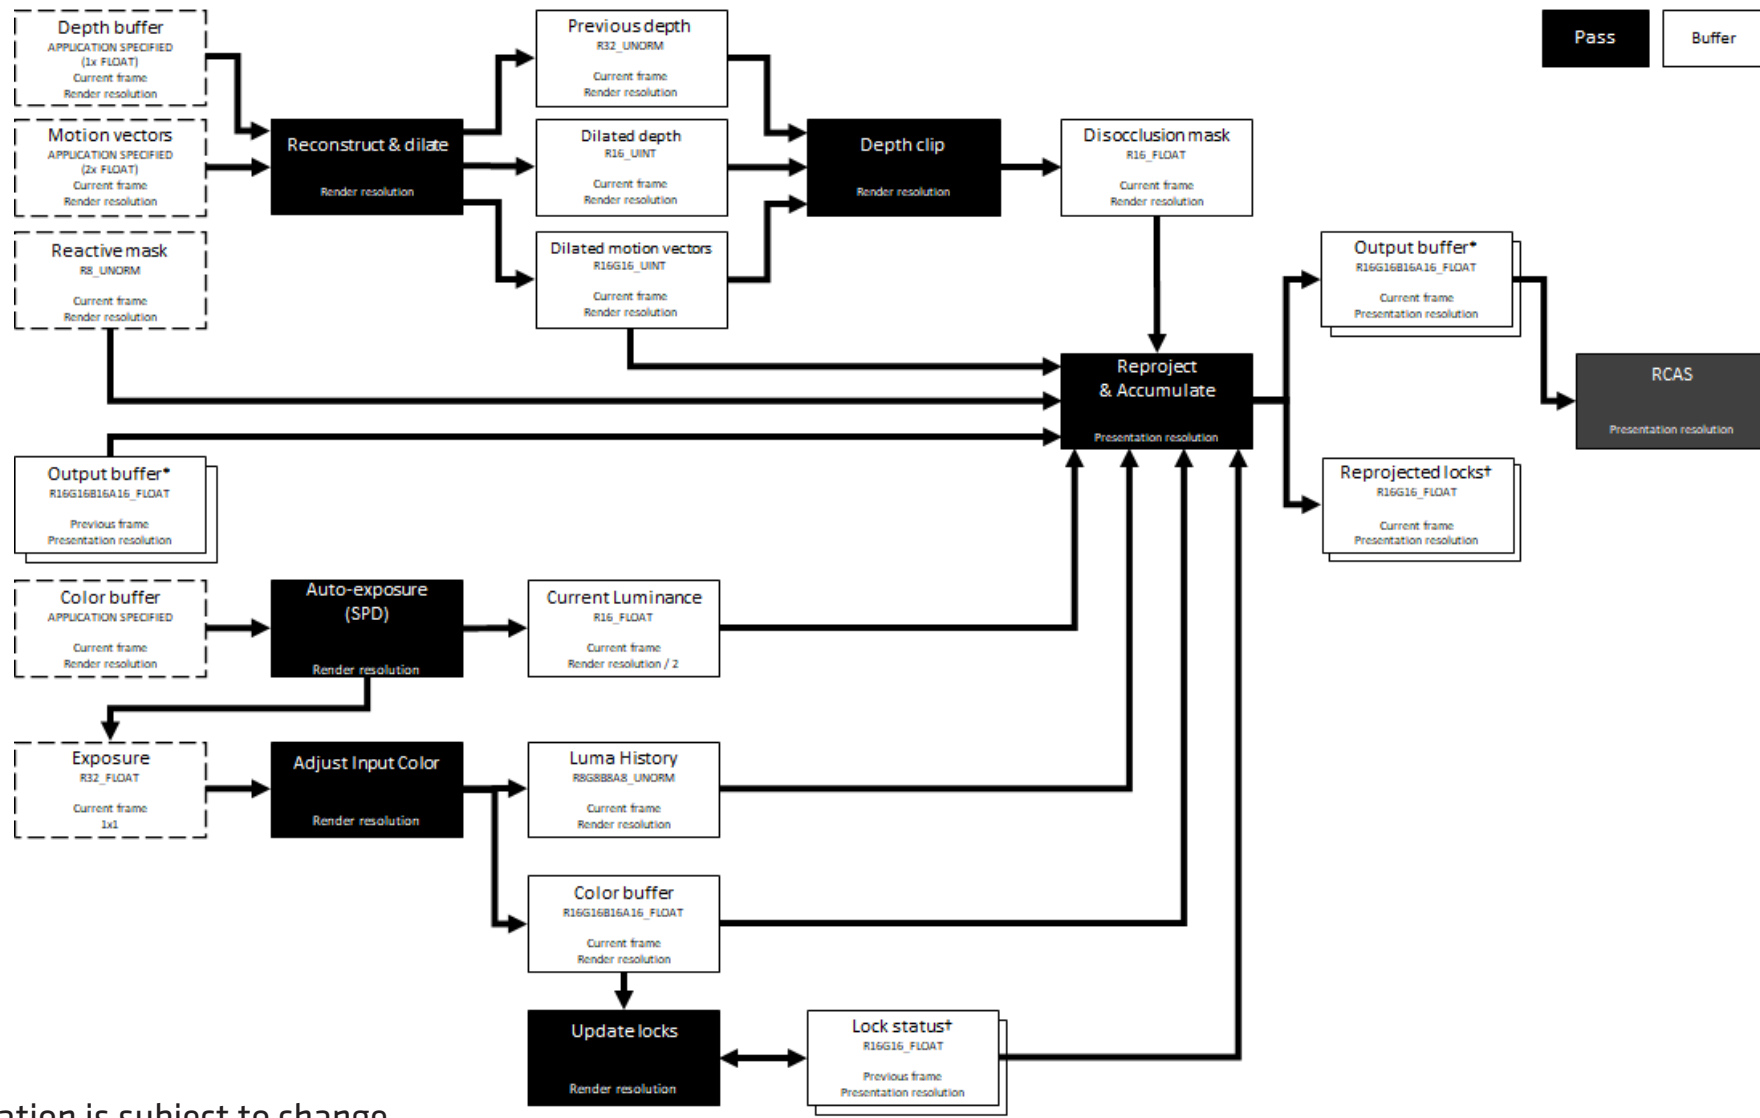 Depth buffer
APPLICATION SPECIFIED
(1x FLOAT)
Current frame
Render resolution
Previous depth
R32_UNORM
Current frame
Render resolution
Pass
Buffer
Motion vectors
APPLICATION SPECIFIED
(2x FLOAT)
Current frame
Render resolution
Reconstruct & dilate
Render resolution
Dilated depth
R16_UINT
Current frame
Render resolution
Depth clip
Render resolution
Disocclusion mask
R16_FLOAT
Current frame
Render resolution
Reactive mask
R8_UNORM
Current frame
Render resolution
Dilated motion vectors
R16G16_UINT
Current frame
Render resolution
Output buffer*
R16G16B16A16_FLOAT
Current frame
Presentation resolution
Reproject
& Accumulate
Presentation resolution
RCAS
Presentation resolution
Output buffer*
R16G16B16A16_FLOAT
Previous frame
Presentation resolution
Reprojected locks†
R16G16_FLOAT
Current frame
Presentation resolution
Color buffer
APPLICATION SPECIFIED
Current frame
Render resolution
Auto-exposure
(SPD)
Render resolution
Current Luminance
R16_FLOAT
Current frame
Render resolution / 2
Exposure
R32_FLOAT
Current frame
1x1
Adjust Input Color
Render resolution
Luma History
R8G8B8A8_UNORM
Current frame
Render resolution
Color buffer
R16G16B16A16_FLOAT
Current frame
Render resolution
Update locks
Render resolution
Lock status†
R16G16_FLOAT
Previous frame
Presentation resolution
is subject to change